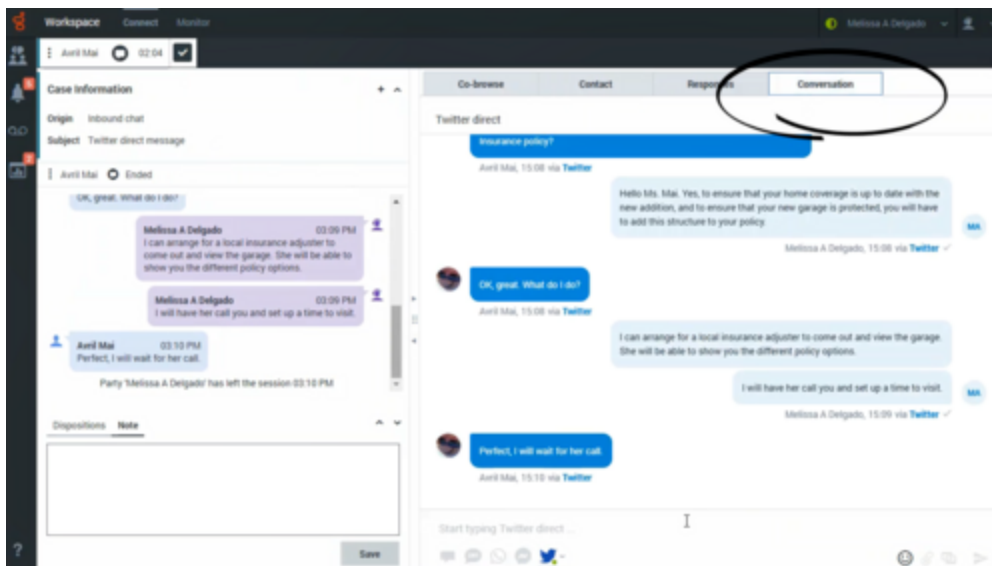 Workspace Connect Monitor
Melissa A Delgado
Avril Mai 02:04
Case Information
Origin Inbound chat
Subject Twitter direct message
Avril Mai Ended
OK, great. What do I do?
Melissa A Delgado 03:09 PM
I can arrange for a local insurance adjuster to
come out and view the garage. She will be able to
show you the different policy options.
Melissa A Delgado 03:09 PM
I will have her call you and set up a time to visit.
Avril Mai 03:10 PM
Perfect, I will wait for her call.
Party 'Melissa A Delgado' has left the session 03:10 PM
Dispositions Note
Save
?
Co-browse Contact Responses Conversation
Twitter direct
Insurance policy?
Avril Mai, 15:08 via Twitter
Hello Ms. Mai. Yes, to ensure that your home coverage is up to date with the
new addition, and to ensure that your new garage is protected, you will have
to add this structure to your policy.
MA
Melissa A Delgado, 15:08 via Twitter
OK, great. What do I do?
Avril Mai, 15:08 via Twitter
I can arrange for a local insurance adjuster to come out and view the garage.
She will be able to show you the different policy options.
I will have her call you and set up a time to visit.
MA
Melissa A Delgado, 15:09 via Twitter
Perfect, I will wait for her call.
Avril Mai, 15:10 via Twitter
Start typing Twitter direct ...